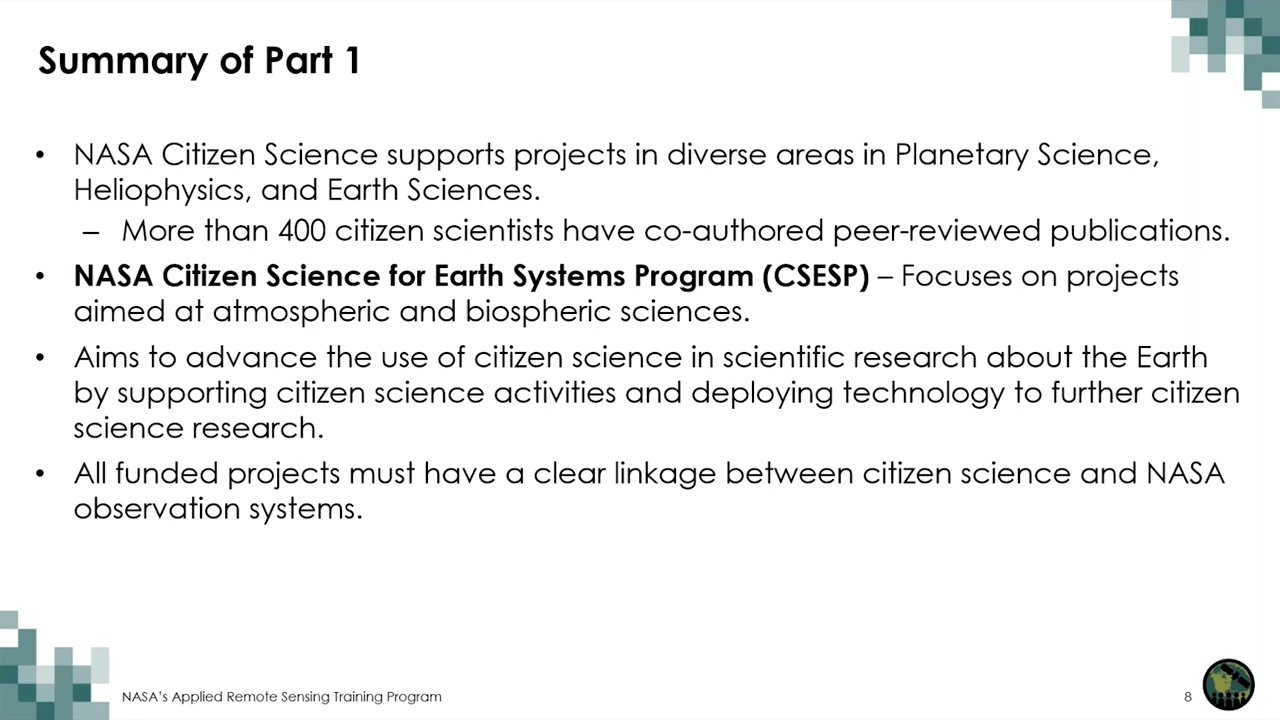 Summary of Part 1
• NASA Citizen Science supports projects in diverse areas in Planetary Science,
Heliophysics, and Earth Sciences.
– More than 400 citizen scientists have co-authored peer-reviewed publications.
• NASA Citizen Science for Earth Systems Program (CSESP) – Focuses on projects
aimed at atmospheric and biospheric sciences.
• Aims to advance the use of citizen science in scientific research about the Earth
by supporting citizen science activities and deploying technology to further citizen
science research.
• All funded projects must have a clear linkage between citizen science and NASA
observation systems.
NASA's Applied Remote Sensing Training Program
8